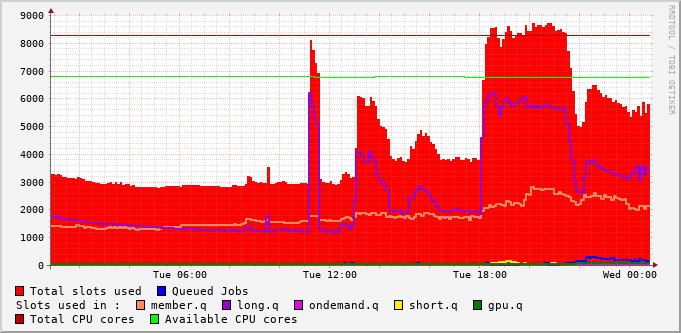 9000
8000
7000
6000
5000
4000
3000
2000
1000
0
Tue 06:00 Tue 12:00 Tue 18:00 Wed 00:00
Total slots used Queued Jobs
Slots used in : member.q long.q ondemand.q short.q gpu.q
Total CPU cores Available CPU cores
RRDTOOL / TOBI OETIKER